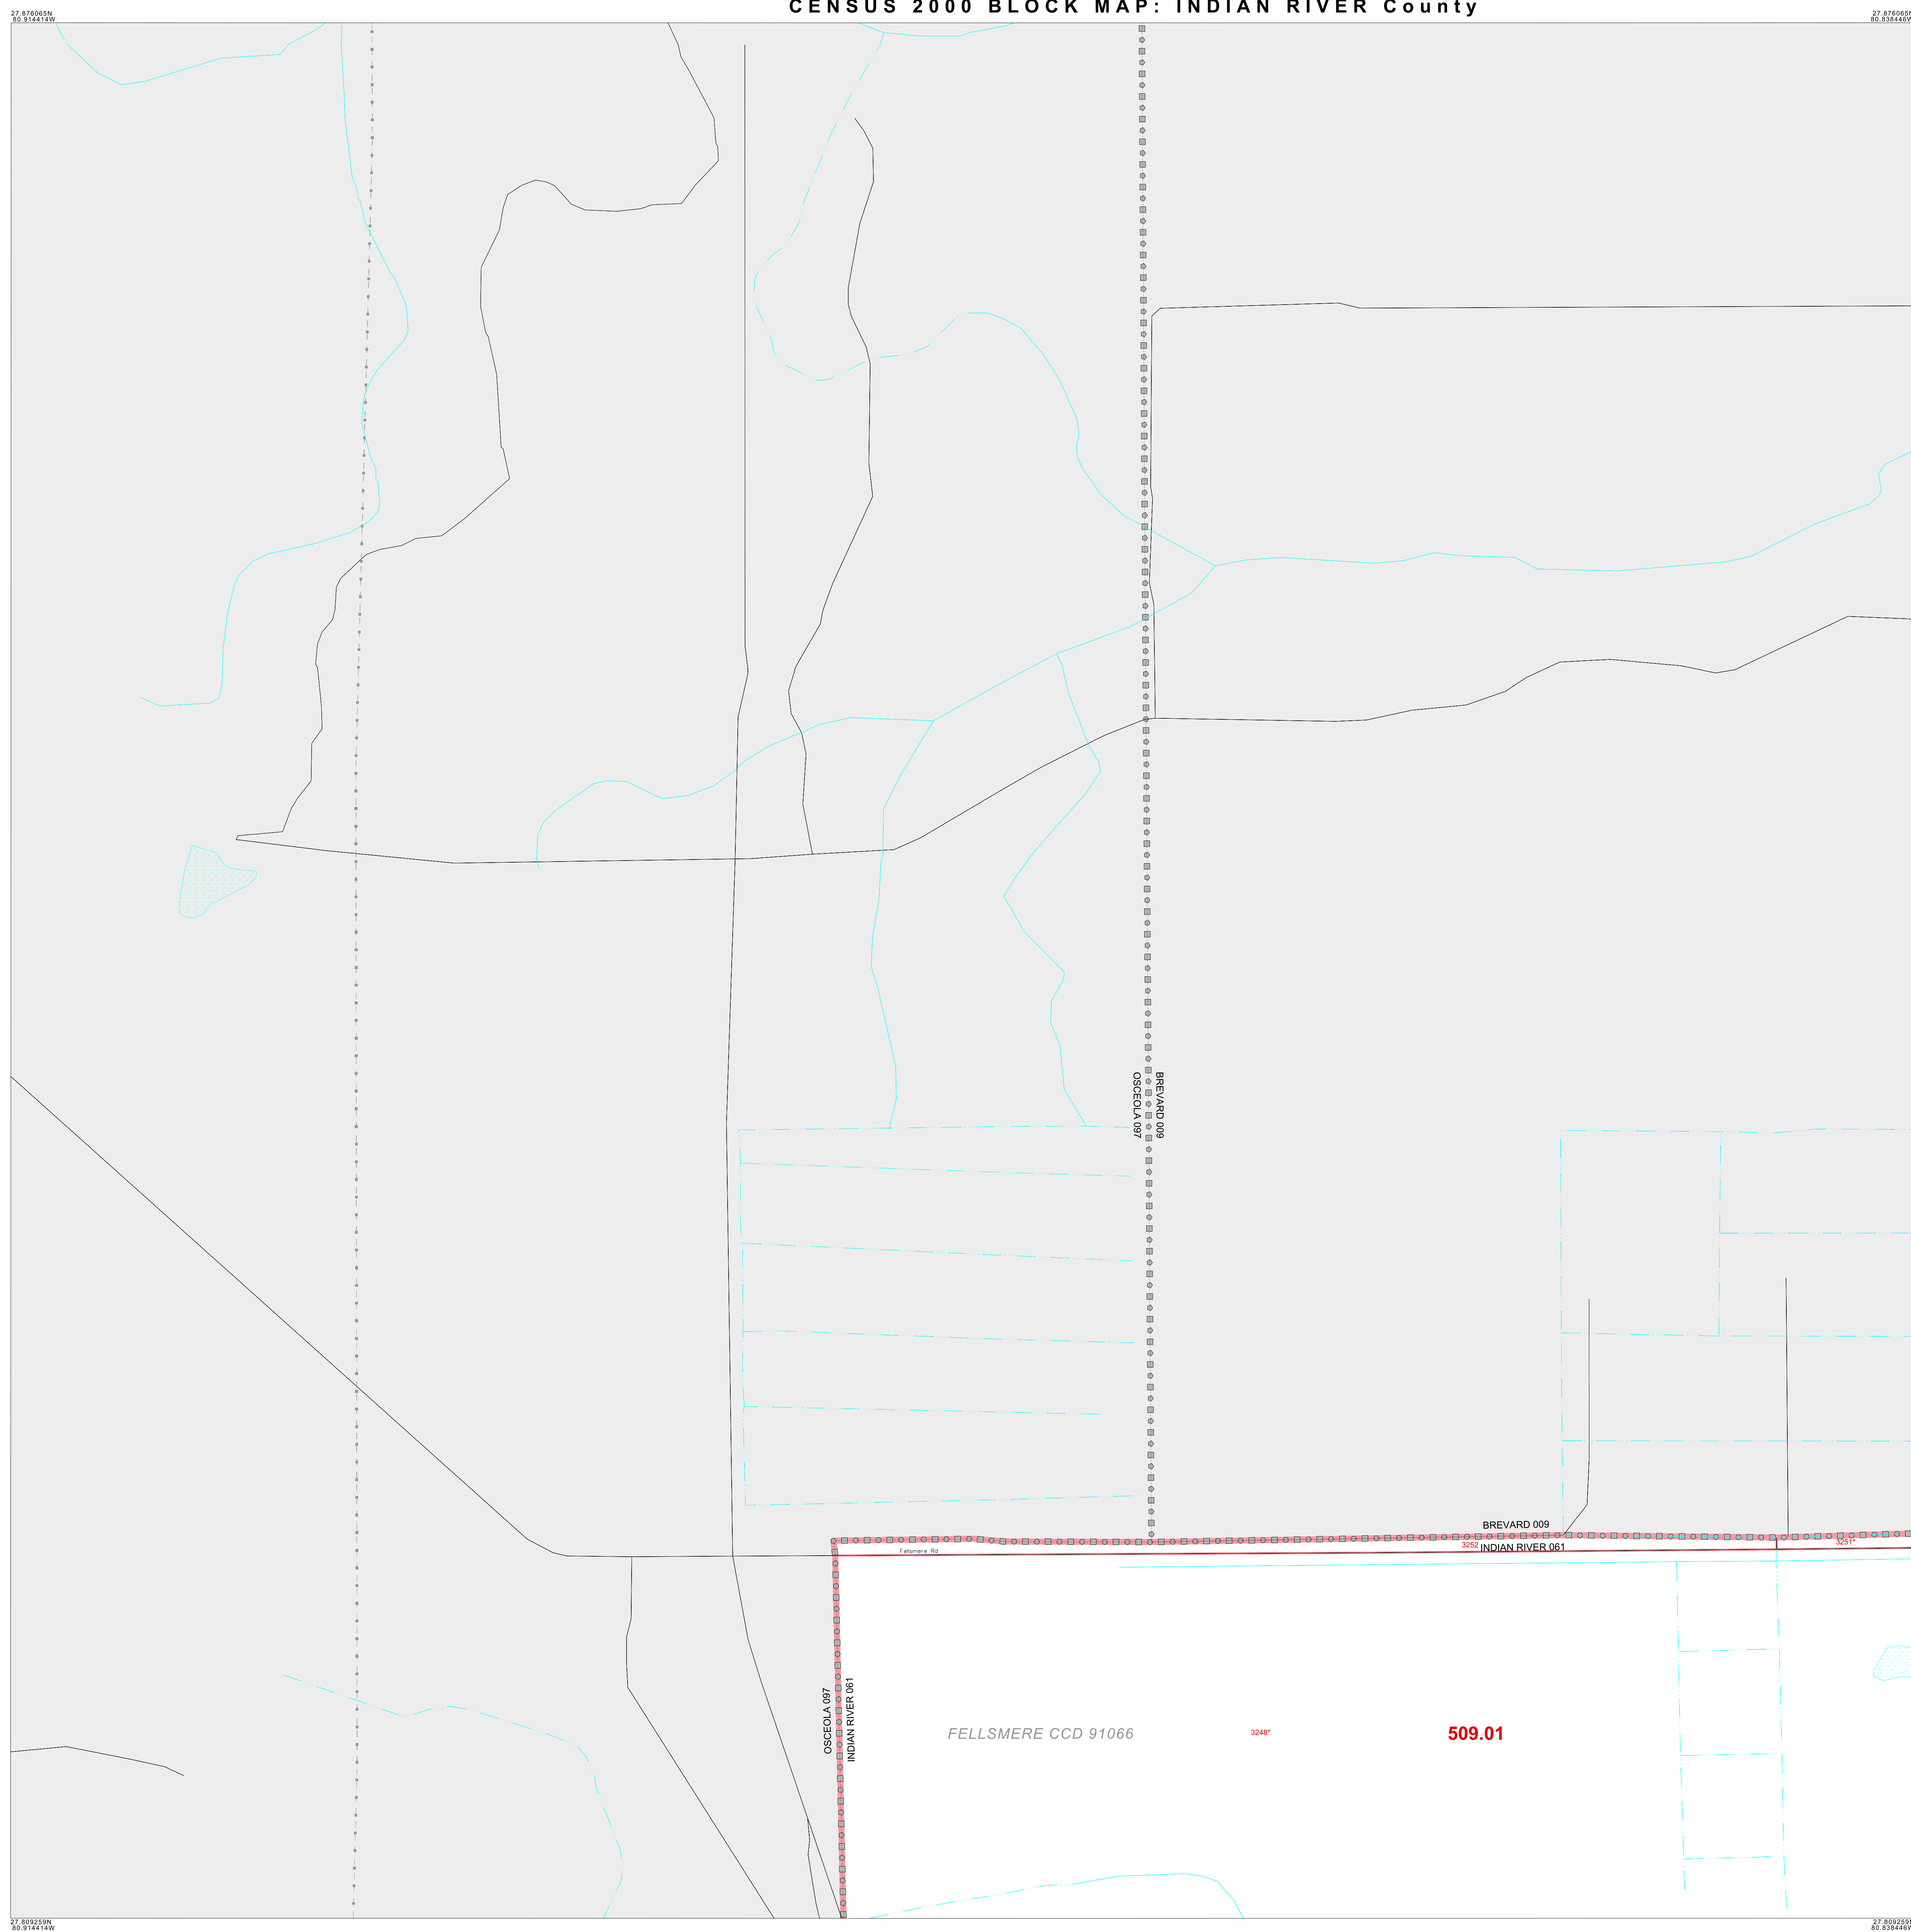 CENSUS 2000 BLOCK MAP: INDIAN RIVER County
27.876065N
80.914414W
27.876065N
80.838446W
BREVARD 009
OSCEOLA 097
BREVARD 009
Fellsmere Rd
3252
INDIAN RIVER 061
3251*
OSCEOLA 097
INDIAN RIVER 061
FELLSMERE CCD 91066
3248*
509.01
27.809259N
80.914414W
27.809259N
80.838446W